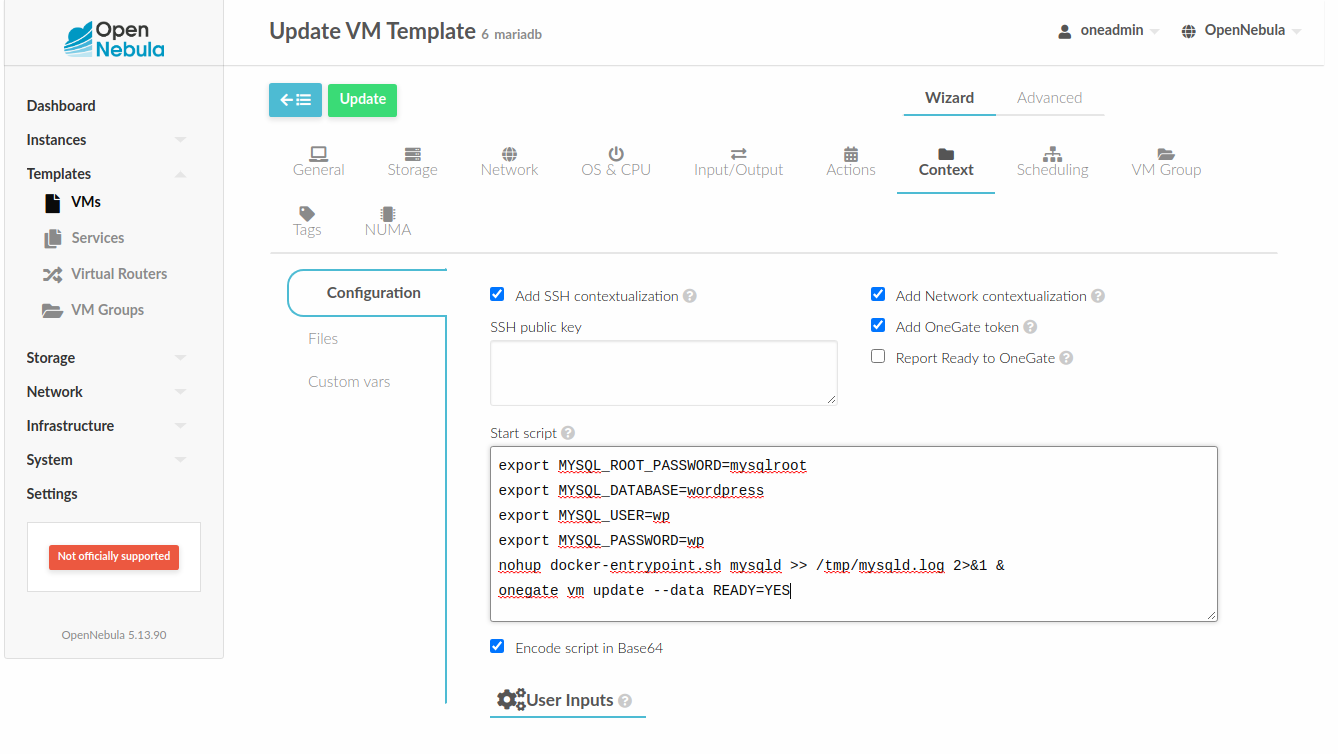 Open
Nebula
Update VM Template 6 mariadb
oneadmin
OpenNebula
Dashboard
Instances
Templates
VMs
Services
Virtual Routers
VM Groups
Storage
Network
Infrastructure
System
Settings
Not officially supported
OpenNebula 5.13.90
Update
Wizard
Advanced
General
Storage
Network
OS & CPU
Input/Output
Actions
Context
Scheduling
VM Group
Tags
NUMA
Configuration
Files
Custom vars
Add SSH contextualization ?
SSH public key
Add Network contextualization ?
Add OneGate token ?
Report Ready to OneGate ?
Start script ?
export MYSQL_ROOT_PASSWORD=mysqlroot
export MYSQL_DATABASE=wordpress
export MYSQL_USER=wp
export MYSQL_PASSWORD=wp
nohup docker-entrypoint.sh mysqld >> /tmp/mysqld.log 2>&1 &
onegate vm update --data READY=YES
Encode script in Base64
User Inputs ?